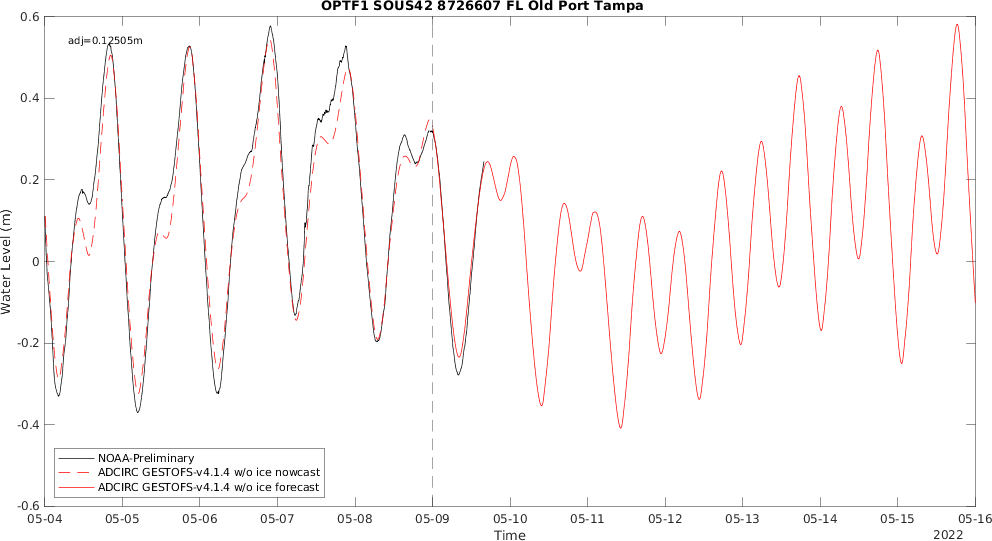 OPTF1 SOUS42 8726607 FL Old Port Tampa
adj=0.12505m
0.6
0.4
0.2
0
-0.2
-0.4
-0.6
Water Level (m)
NOAA-Preliminary
ADCIRC GESTOFS-v4.1.4 w/o ice nowcast
ADCIRC GESTOFS-v4.1.4 w/o ice forecast
05-04 05-05 05-06 05-07 05-08 05-09 05-10 05-11 05-12 05-13 05-14 05-15 05-16
Time
2022